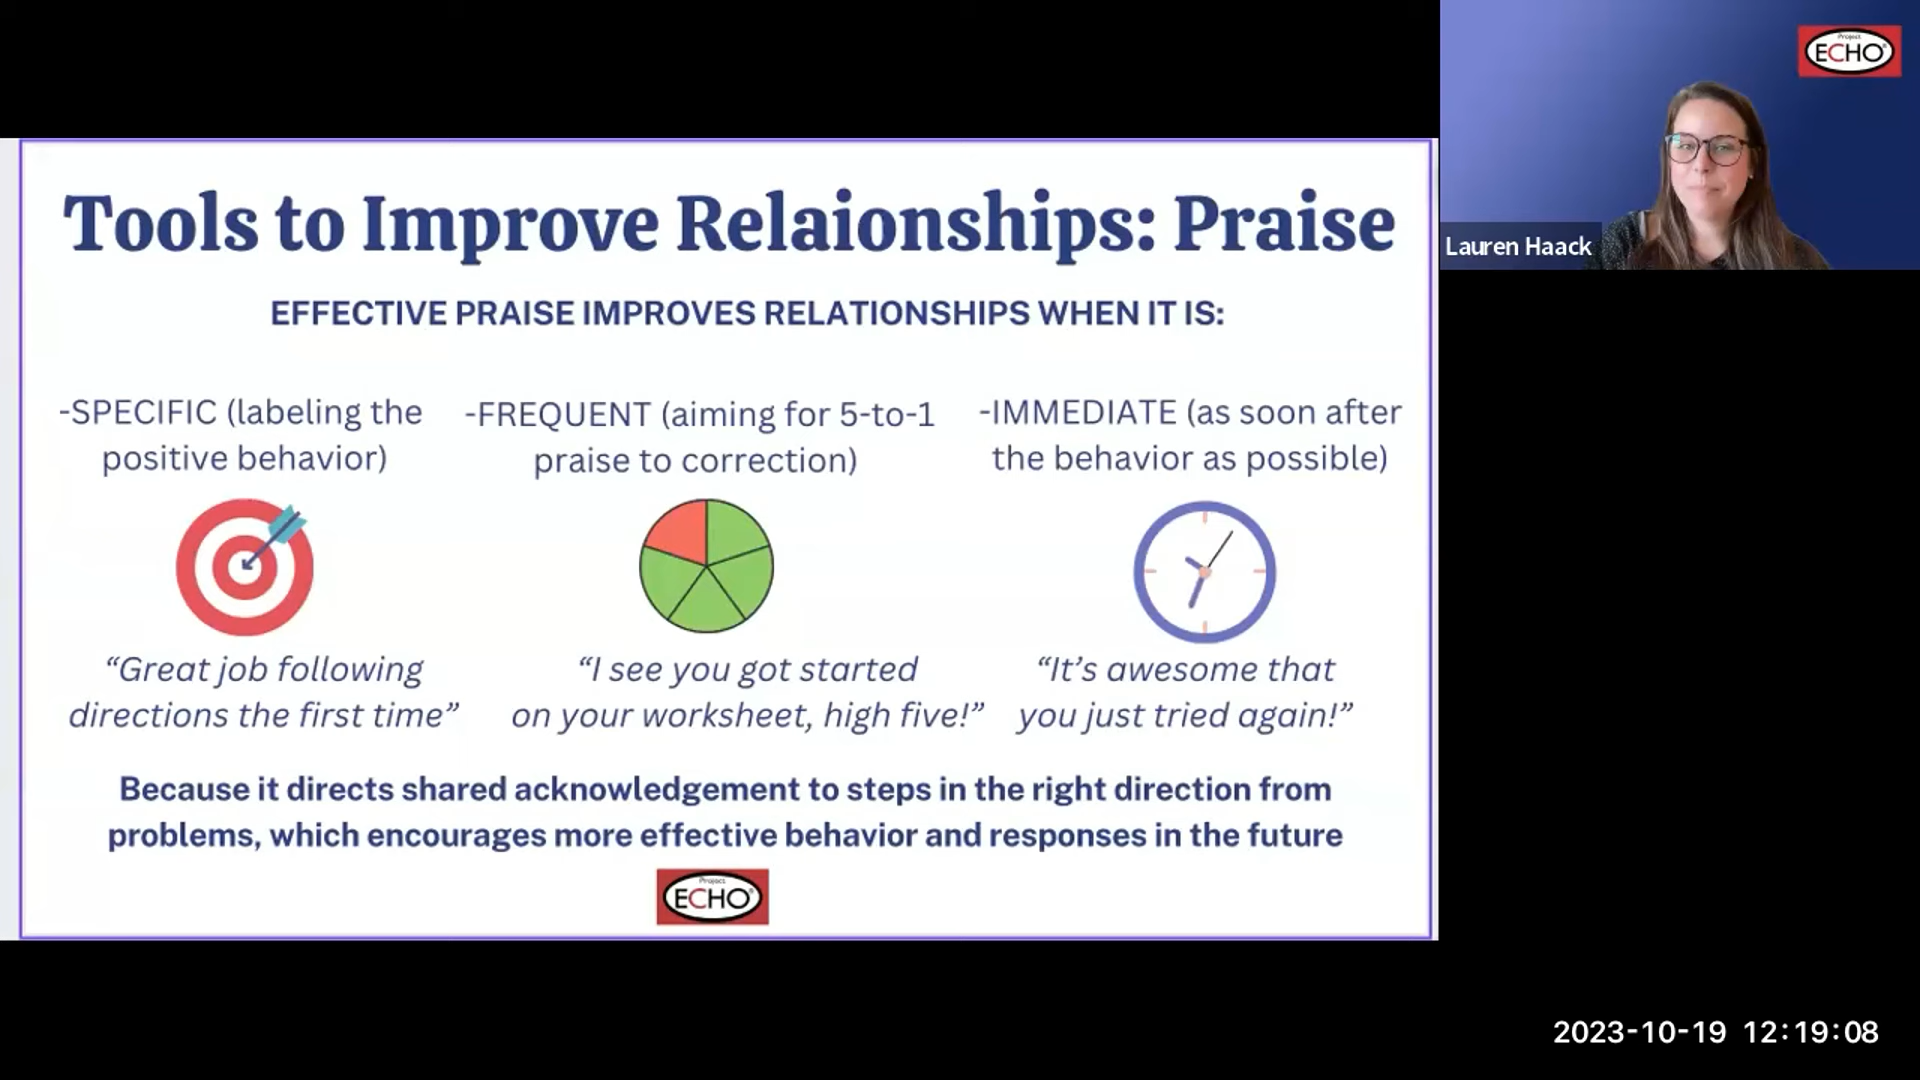 Project
ECHO
Lauren Haack
Tools to Improve Relaionships: Praise
EFFECTIVE PRAISE IMPROVES RELATIONSHIPS WHEN IT IS:
-SPECIFIC (labeling the
positive behavior)
-FREQUENT (aiming for 5-to-1
praise to correction)
-IMMEDIATE (as soon after
the behavior as possible)
“Great job following
directions the first time”
“I see you got started
on your worksheet, high five!”
“It’s awesome that
you just tried again!”
Because it directs shared acknowledgement to steps in the right direction from
problems, which encourages more effective behavior and responses in the future
Project
ECHO
2023-10-19 12:19:08